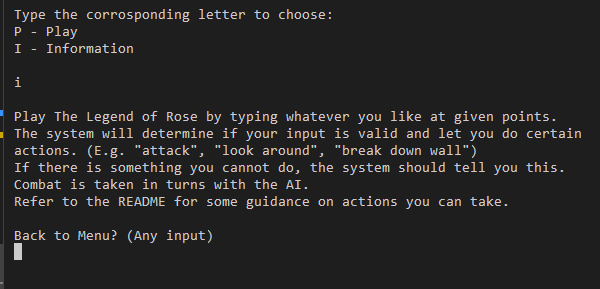 Type the corrosponding letter to choose:
P - Play
I - Information
i
Play The Legend of Rose by typing whatever you like at given points.
The system will determine if your input is valid and let you do certain
actions. (E.g. "attack", "look around", "break down wall")
If there is something you cannot do, the system should tell you this.
Combat is taken in turns with the AI.
Refer to the README for some guidance on actions you can take.
Back to Menu? (Any input)